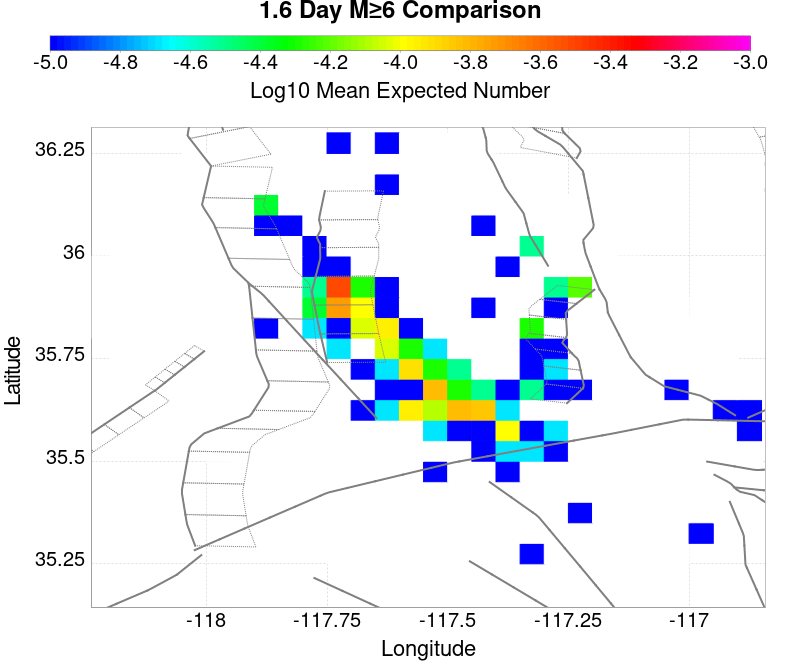 1.6 Day M≥6 Comparison
-5.0 -4.8 -4.6 -4.4 -4.2 -4.0 -3.8 -3.6 -3.4 -3.2 -3.0
Log10 Mean Expected Number
36.25
36
35.75
35.5
35.25
Latitude
-118 -117.75 -117.5 -117.25 -117
Longitude